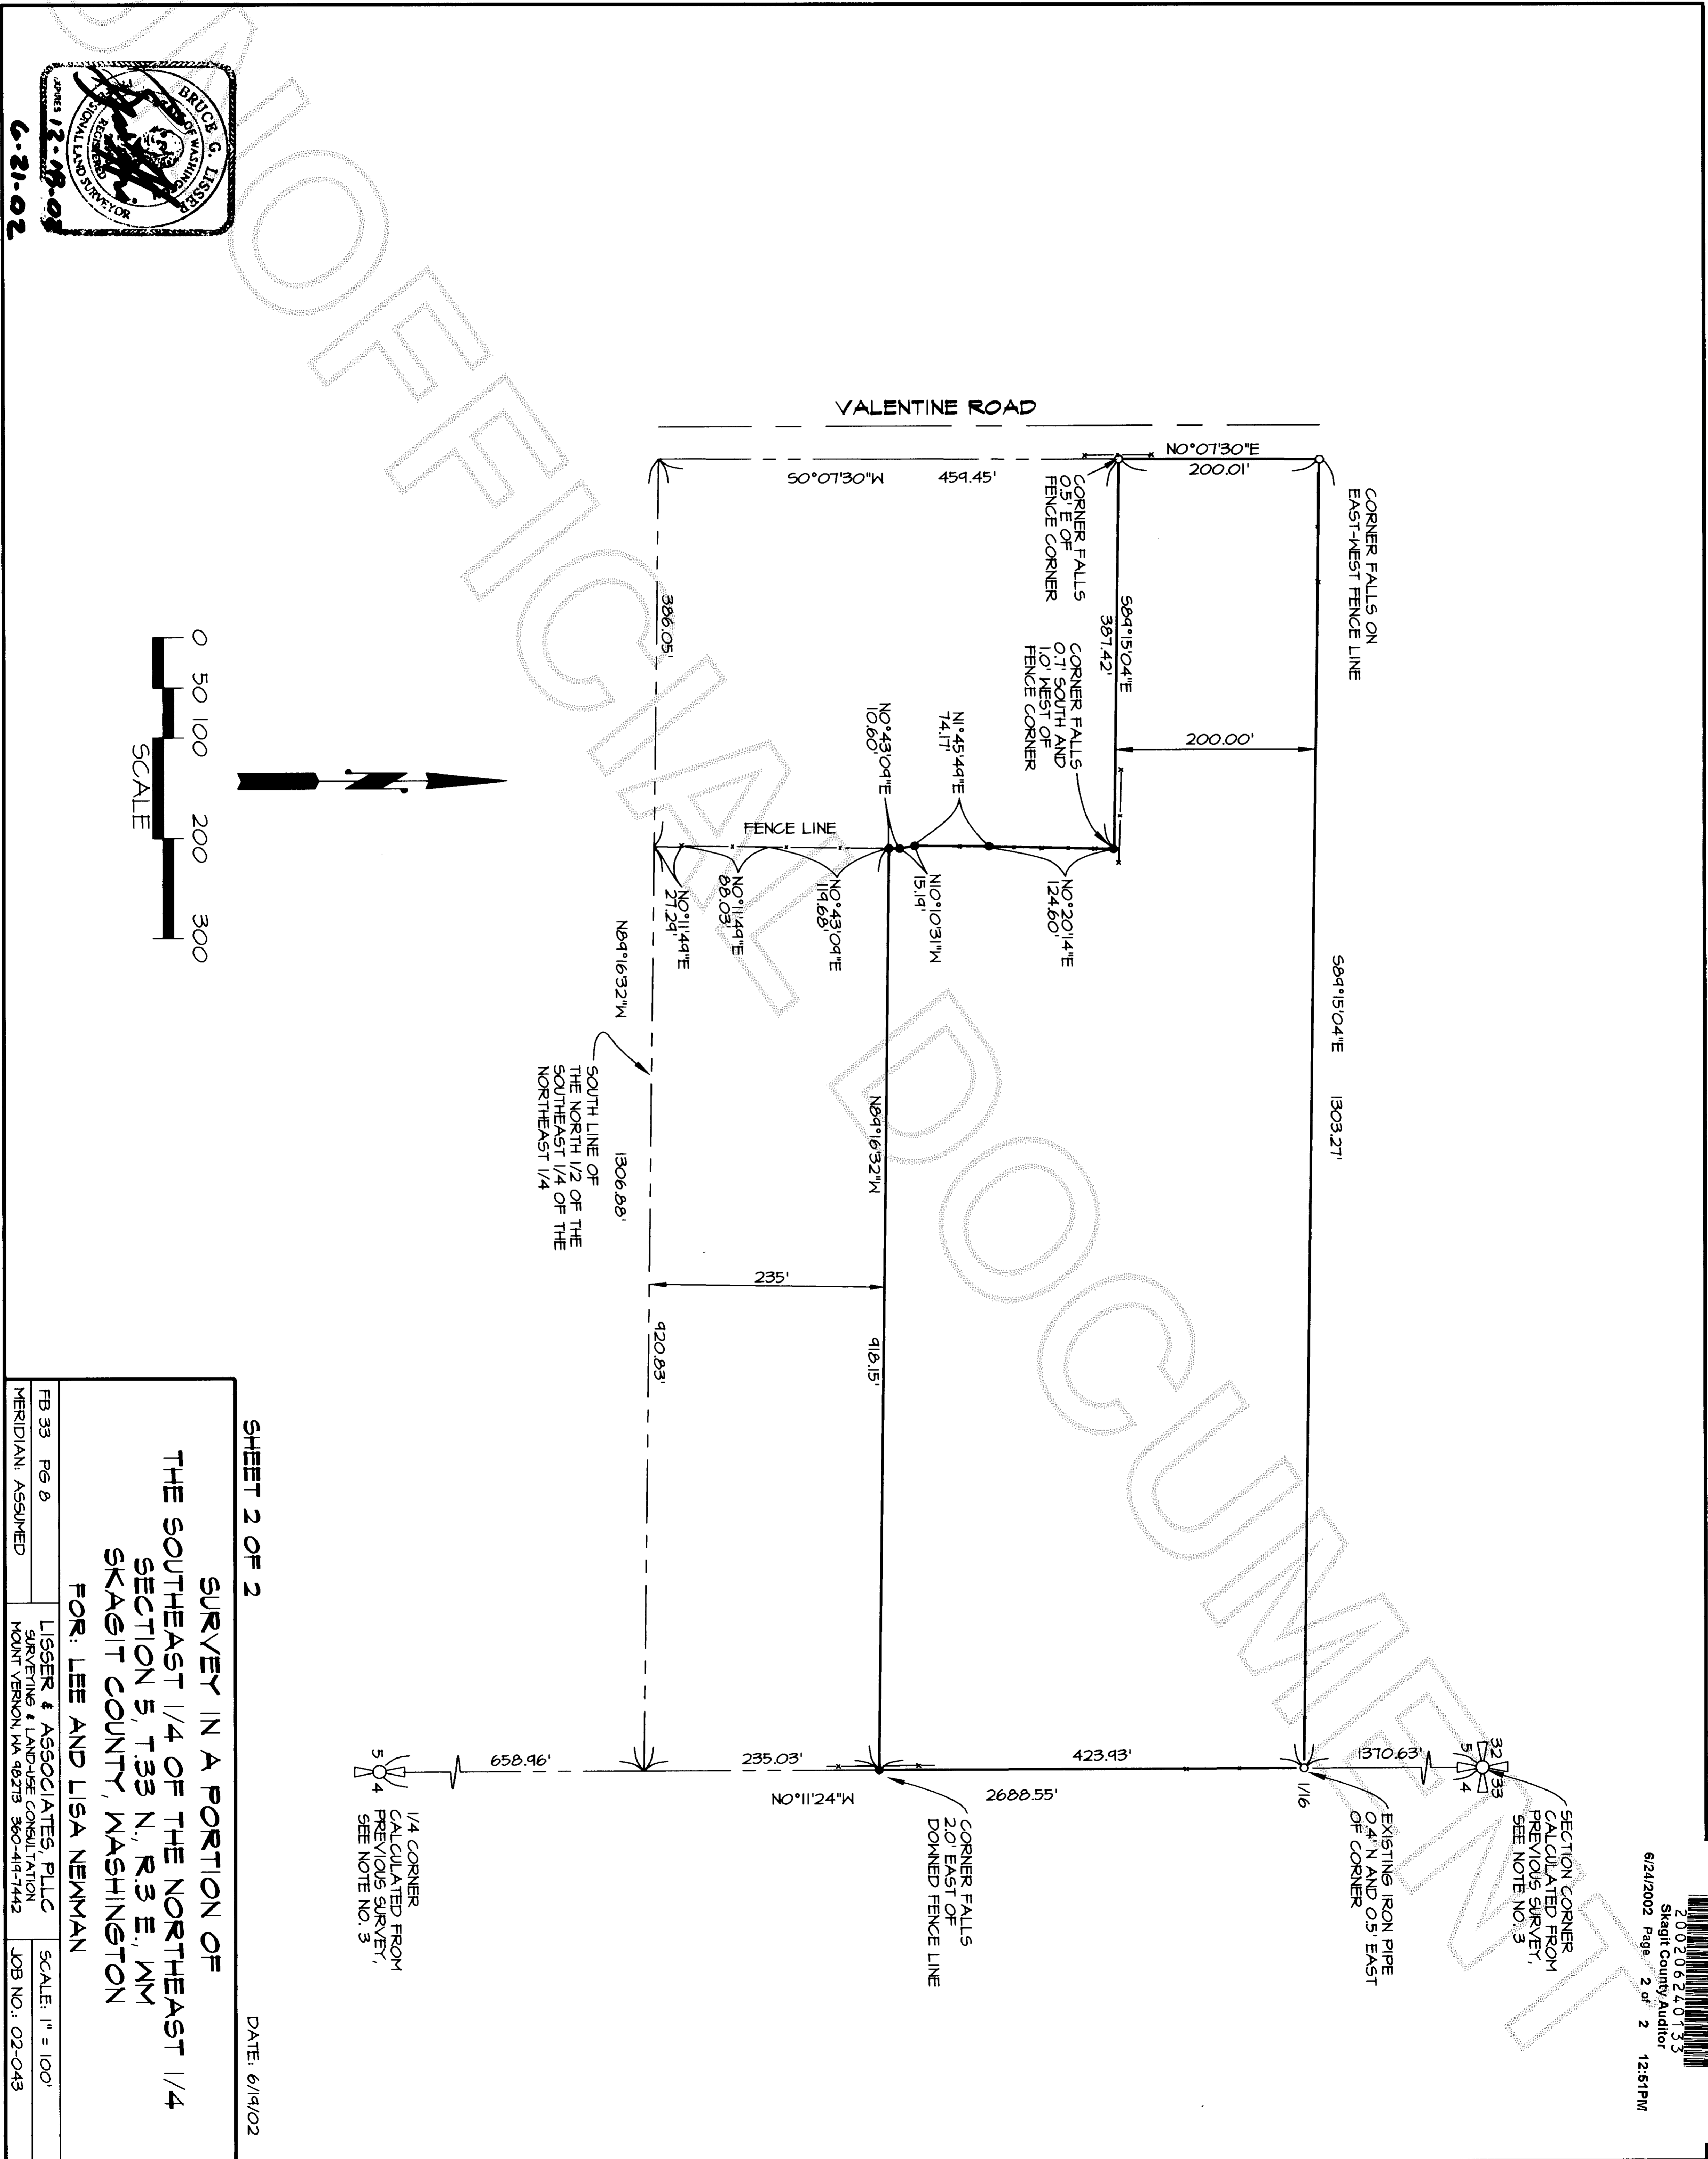 UNOFFICIAL DOCUMENT
200206240133
Skagit County Auditor
6/24/2002 Page 2 of 2 12:51PM
VALENTINE ROAD
N0°07'30"E
200.01'
S0°07'30"W 459.45'
CORNER FALLS ON
EAST-WEST FENCE LINE
CORNER FALLS
0.5' E OF
FENCE CORNER
S89°15'04"E
387.42'
CORNER FALLS
0.7' SOUTH AND
1.0' WEST OF
FENCE CORNER
200.00'
S89°15'04"E 1303.27'
N1°45'49"E
74.17'
N0°43'09"E
10.60'
N0°20'14"E
124.60'
N10°10'31"W
15.19'
N0°43'09"E
119.68'
N0°11'49"E
88.03'
N0°11'49"E
27.29'
FENCE LINE
386.05'
N89°16'32"W 1306.88'
SOUTH LINE OF
THE NORTH 1/2 OF THE
SOUTHEAST 1/4 OF THE
NORTHEAST 1/4
N89°16'32"W 918.15'
235'
920.83'
32 33
5 4
SECTION CORNER
CALCULATED FROM
PREVIOUS SURVEY,
SEE NOTE NO. 3
1370.63'
1/16
EXISTING IRON PIPE
0.4' N AND 0.5' EAST
OF CORNER
423.93'
2688.55'
N0°11'24"W
CORNER FALLS
2.0' EAST OF
DOWNED FENCE LINE
235.03'
658.96'
5
4
1/4 CORNER
CALCULATED FROM
PREVIOUS SURVEY,
SEE NOTE NO. 3
0 50 100 200 300
SCALE
BRUCE G. LISSER
OF WASHING
REGISTERED
SIONAL LAND SURVEYOR
6-21-02
SHEET 2 OF 2
DATE: 6/19/02
SURVEY IN A PORTION OF
THE SOUTHEAST 1/4 OF THE NORTHEAST 1/4
SECTION 5, T.33 N., R.3 E., WM
SKAGIT COUNTY, WASHINGTON
FOR: LEE AND LISA NEWMAN
FB 33 PG 8
MERIDIAN: ASSUMED
LISSER & ASSOCIATES, PLLC
SURVEYING & LAND-USE CONSULTATION
MOUNT VERNON, WA 98273 360-419-7442
SCALE: 1" = 100'
JOB NO.: 02-043